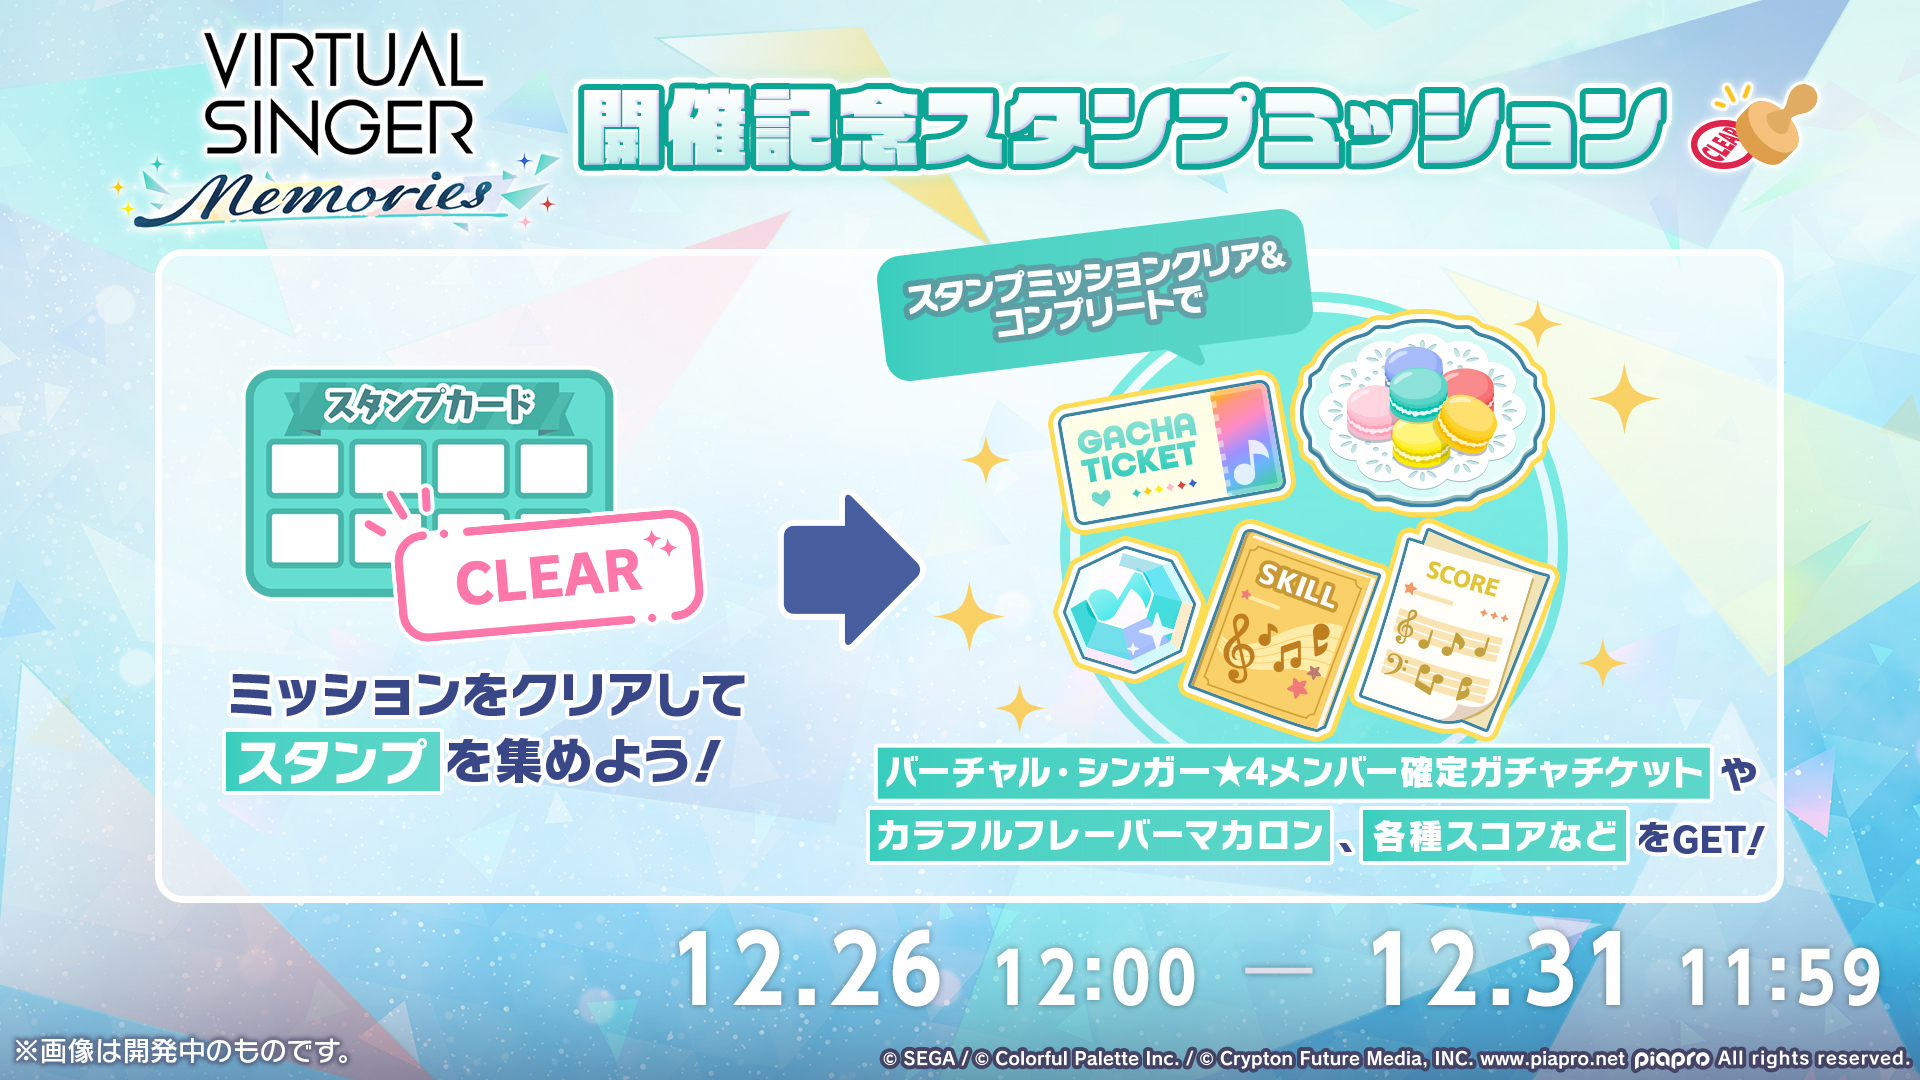 VIRTUAL
SINGER
Memories
開催記念スタンプミッション
CLEAR
スタンプミッションクリア&
コンプリートで
スタンプカード
CLEAR
GACHA
TICKET
SKILL
SCORE
ミッションをクリアして
スタンプを集めよう!
バーチャル・シンガー★4メンバー確定ガチャチケットや
カラフルフレーバーマカロン、各種スコアなどをGET!
12.26 12:00 — 12.31 11:59
※画像は開発中のものです。
© SEGA / © Colorful Palette Inc. / © Crypton Future Media, INC. www.piapro.net piapro All rights reserved.